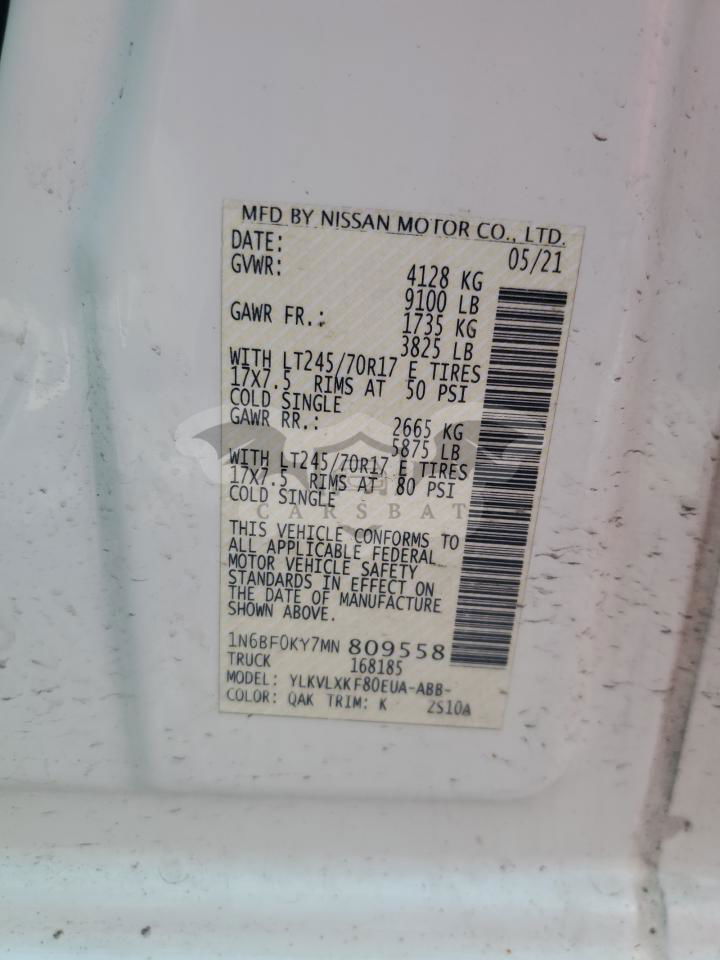 MFD BY NISSAN MOTOR CO., LTD.
DATE: 05/21
GVWR: 4128 KG
9100 LB
GAWR FR.: 1735 KG
3825 LB
WITH LT245/70R17 E TIRES
17X7.5 RIMS AT 50 PSI
COLD SINGLE
GAWR RR.: 2665 KG
5875 LB
WITH LT245/70R17 E TIRES
17X7.5 RIMS AT 80 PSI
COLD SINGLE
CARSBAT
THIS VEHICLE CONFORMS TO
ALL APPLICABLE FEDERAL
MOTOR VEHICLE SAFETY
STANDARDS IN EFFECT ON
THE DATE OF MANUFACTURE
SHOWN ABOVE.
1N6BF0KY7MN 809558
TRUCK 168185
MODEL: YLKVLXKF80EUA-ABB-
COLOR: QAK TRIM: K 2S10A